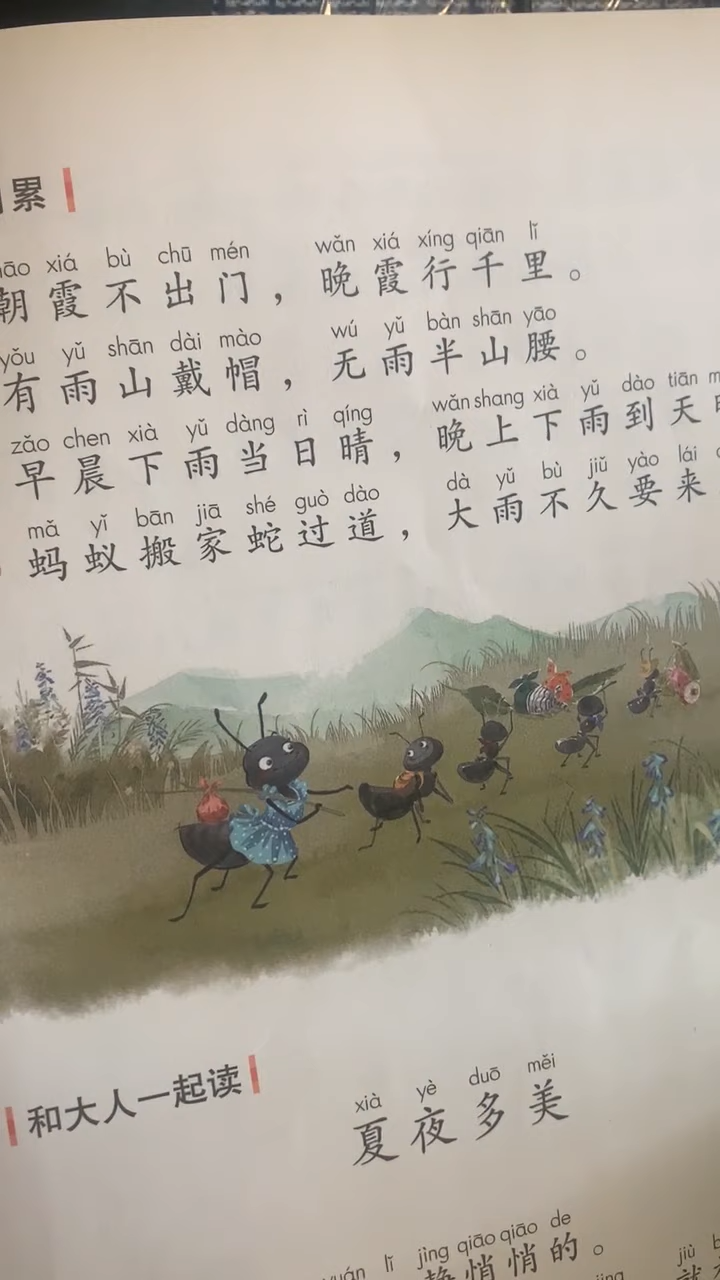 累
āo xiá bù chū mén wǎn xiá xíng qiān lǐ
朝霞不出门，晚霞行千里。
yǒu yǔ shān dài mào wú yǔ bàn shān yāo
有雨山戴帽，无雨半山腰。
zǎo chen xià yǔ dàng rì qíng wǎn shang xià yǔ dào tiān
早晨下雨当日晴，晚上下雨到天
mǎ yǐ bān jiā shé guò dào dà yǔ bù jiǔ yào lái
蚂蚁搬家蛇过道，大雨不久要来
和大人一起读
xià yè duō měi
夏夜多美
lǐ jìng qiāo qiāo de jiù
静悄悄的。